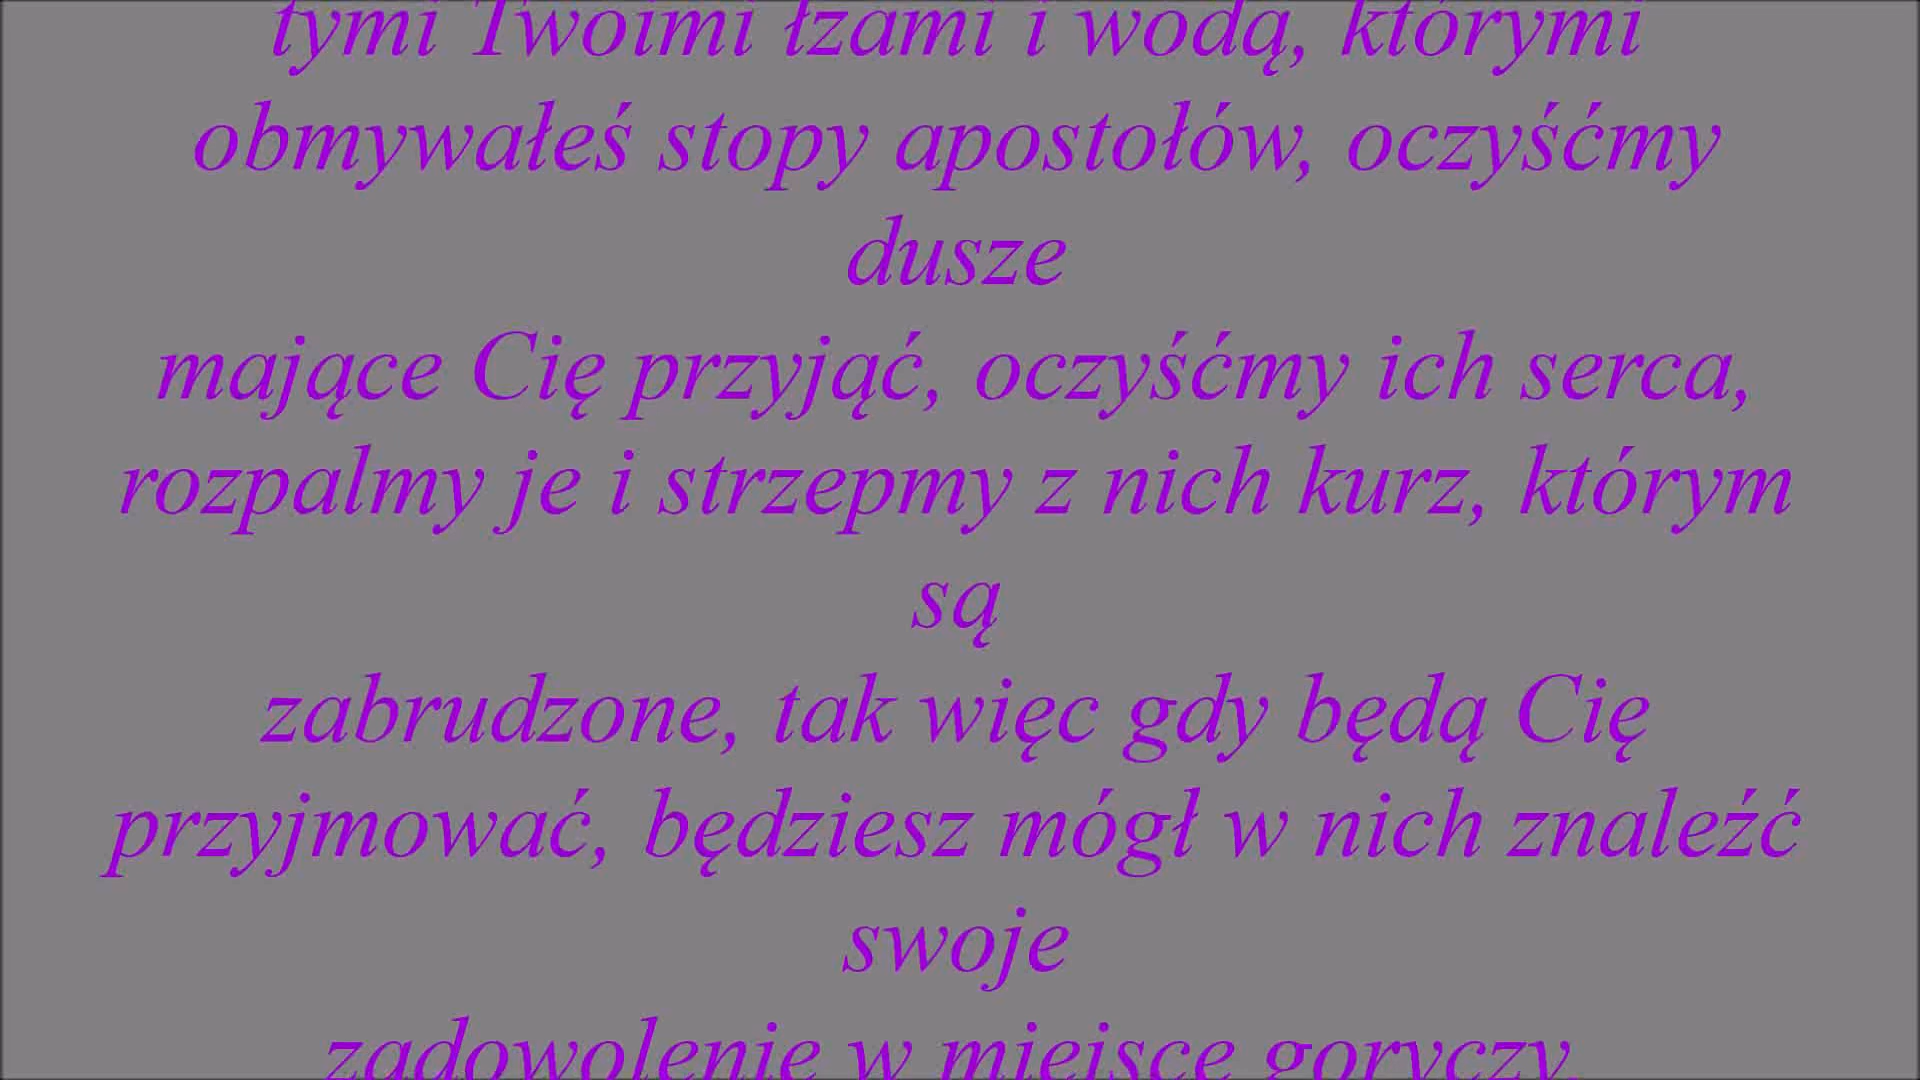 tymi Twoimi łzami i wodą, którymi
obmywałeś stopy apostołów, oczyśćmy
dusze
mające Cię przyjąć, oczyśćmy ich serca,
rozpalmy je i strzepmy z nich kurz, którym
są
zabrudzone, tak więc gdy będą Cię
przyjmować, będziesz mógł w nich znaleźć
swoje
zadowolenie w miejsce goryczy.